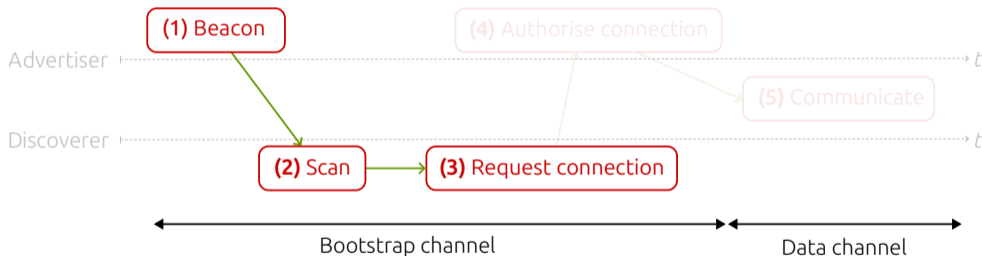 (1) Beacon
(4) Authorise connection
Advertiser
t
(5) Communicate
Discoverer
t
(2) Scan
(3) Request connection
Bootstrap channel
Data channel